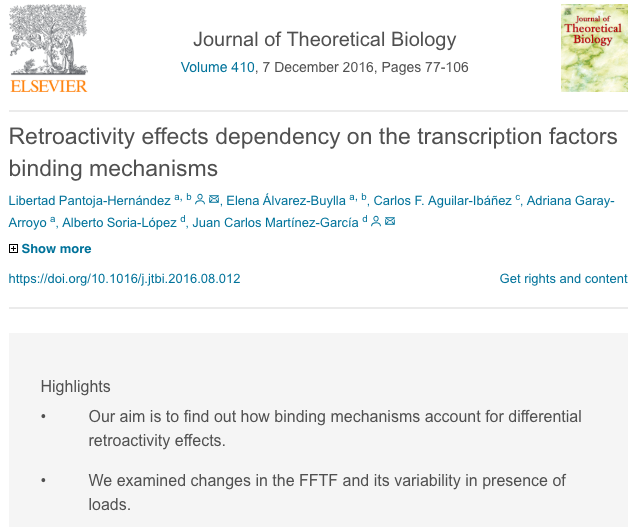 ELSEVIER
Journal of Theoretical Biology
Volume 410, 7 December 2016, Pages 77-106
Journal of
Theoretical
Biology
Retroactivity effects dependency on the transcription factors
binding mechanisms
Libertad Pantoja-Hernández a, b, Elena Álvarez-Buylla a, b, Carlos F. Aguilar-Ibáñez c, Adriana Garay-
Arroyo a, Alberto Soria-López d, Juan Carlos Martínez-García d
Show more
https://doi.org/10.1016/j.jtbi.2016.08.012
Get rights and content
Highlights
• Our aim is to find out how binding mechanisms account for differential
retroactivity effects.
• We examined changes in the FFTF and its variability in presence of
loads.